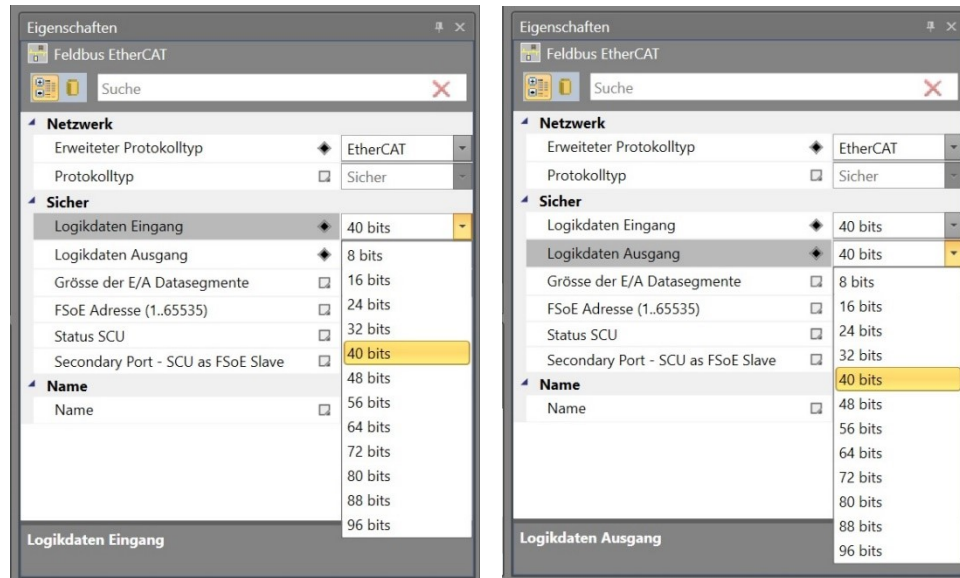 Eigenschaften
Feldbus EtherCAT
Suche
Netzwerk
Erweiteter Protokolltyp EtherCAT
Protokolltyp Sicher
Sicher
Logikdaten Eingang 40 bits
Logikdaten Ausgang 8 bits
Grösse der E/A Datasegmente 16 bits
FSoE Adresse (1..65535) 24 bits
Status SCU 32 bits
Secondary Port - SCU as FSoE Slave 40 bits
Name 48 bits
Name 56 bits
64 bits
72 bits
80 bits
88 bits
96 bits
Logikdaten Eingang
Eigenschaften
Feldbus EtherCAT
Suche
Netzwerk
Erweiteter Protokolltyp EtherCAT
Protokolltyp Sicher
Sicher
Logikdaten Eingang 40 bits
Logikdaten Ausgang 40 bits
Grösse der E/A Datasegmente 8 bits
FSoE Adresse (1..65535) 16 bits
Status SCU 24 bits
Secondary Port - SCU as FSoE Slave 32 bits
Name 40 bits
Name 48 bits
56 bits
64 bits
72 bits
80 bits
88 bits
96 bits
Logikdaten Ausgang